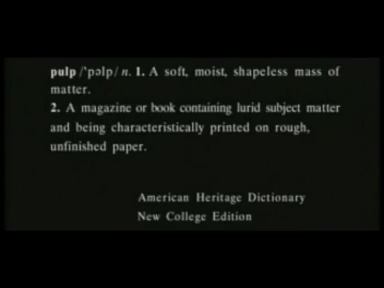 pulp /'pəlp/ n. 1. A soft, moist, shapeless mass of
matter.
2. A magazine or book containing lurid subject matter
and being characteristically printed on rough,
unfinished paper.
American Heritage Dictionary
New College Edition